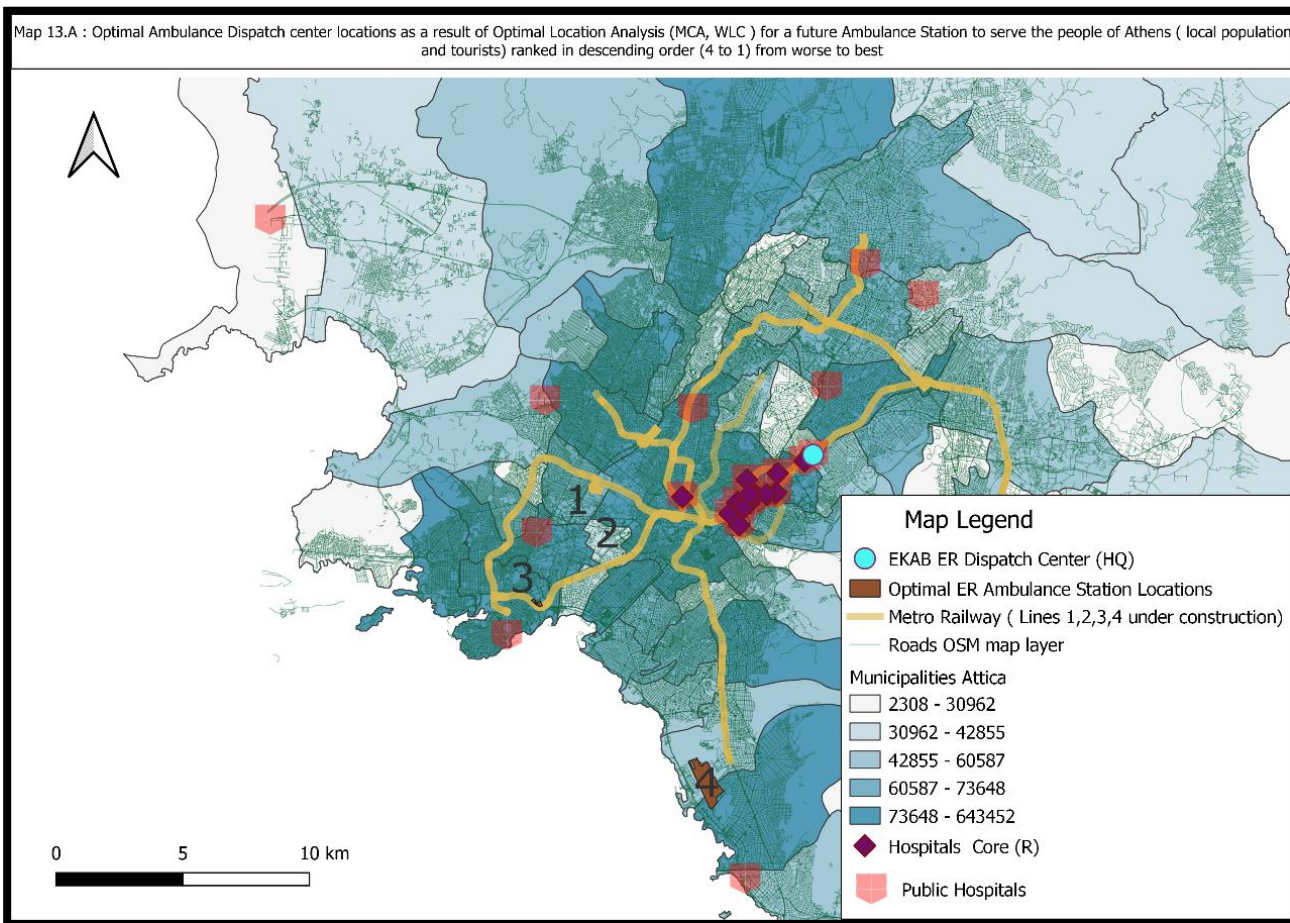 Map 13.A : Optimal Ambulance Dispatch center locations as a result of Optimal Location Analysis (MCA, WLC ) for a future Ambulance Station to serve the people of Athens ( local population
and tourists) ranked in descending order (4 to 1) from worse to best
1
2
3
4
Map Legend
EKAB ER Dispatch Center (HQ)
Optimal ER Ambulance Station Locations
Metro Railway ( Lines 1,2,3,4 under construction)
Roads OSM map layer
Municipalities Attica
2308 - 30962
30962 - 42855
42855 - 60587
60587 - 73648
73648 - 643452
Hospitals Core (R)
Public Hospitals
0 5 10 km